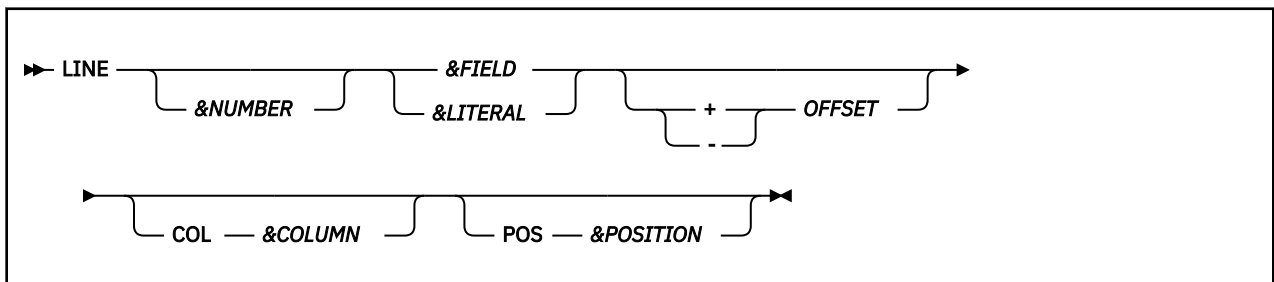 LINE &FIELD
&NUMBER &LITERAL + OFFSET
-
COL &COLUMN POS &POSITION